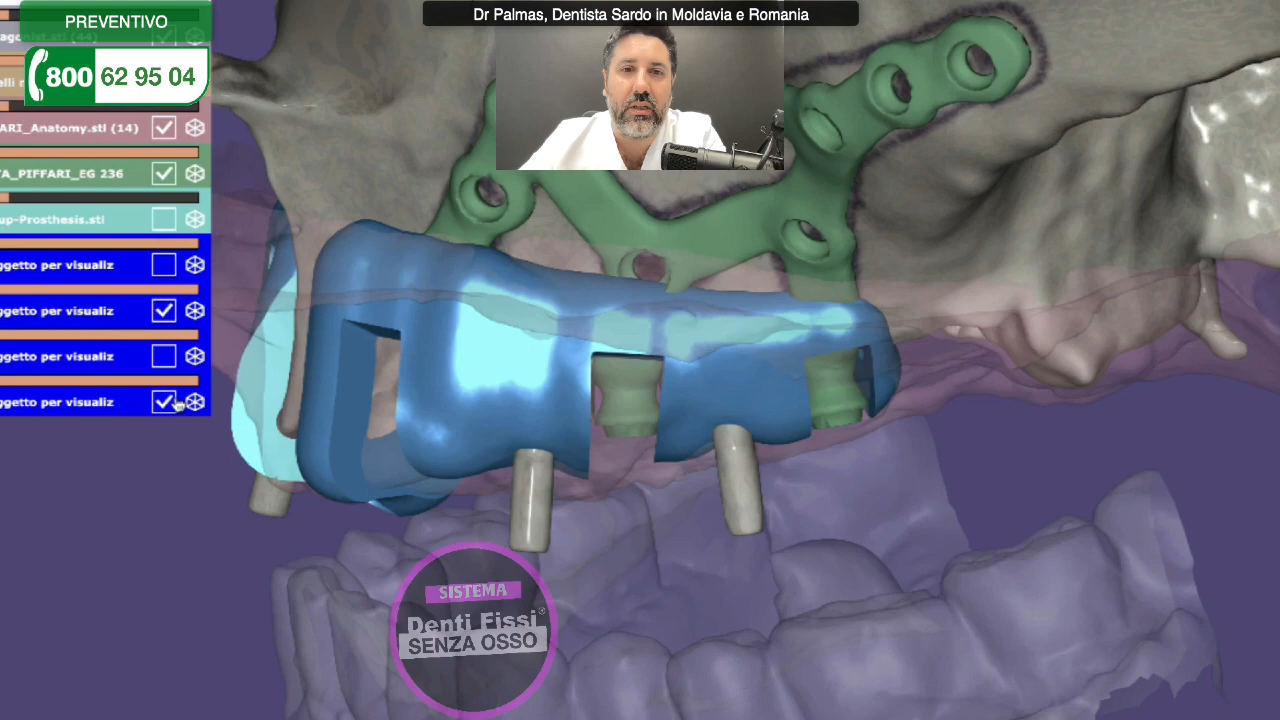 PREVENTIVO
Dr Palmas, Dentista Sardo in Moldavia e Romania
800 62 95 04
ARI_Anatomy.stl (14)
TA_PIFFARI_EG 236
up-Prosthesis.stl
ggetto per visualiz
ggetto per visualiz
ggetto per visualiz
ggetto per visualiz
SISTEMA
Denti Fissi®
SENZA OSSO